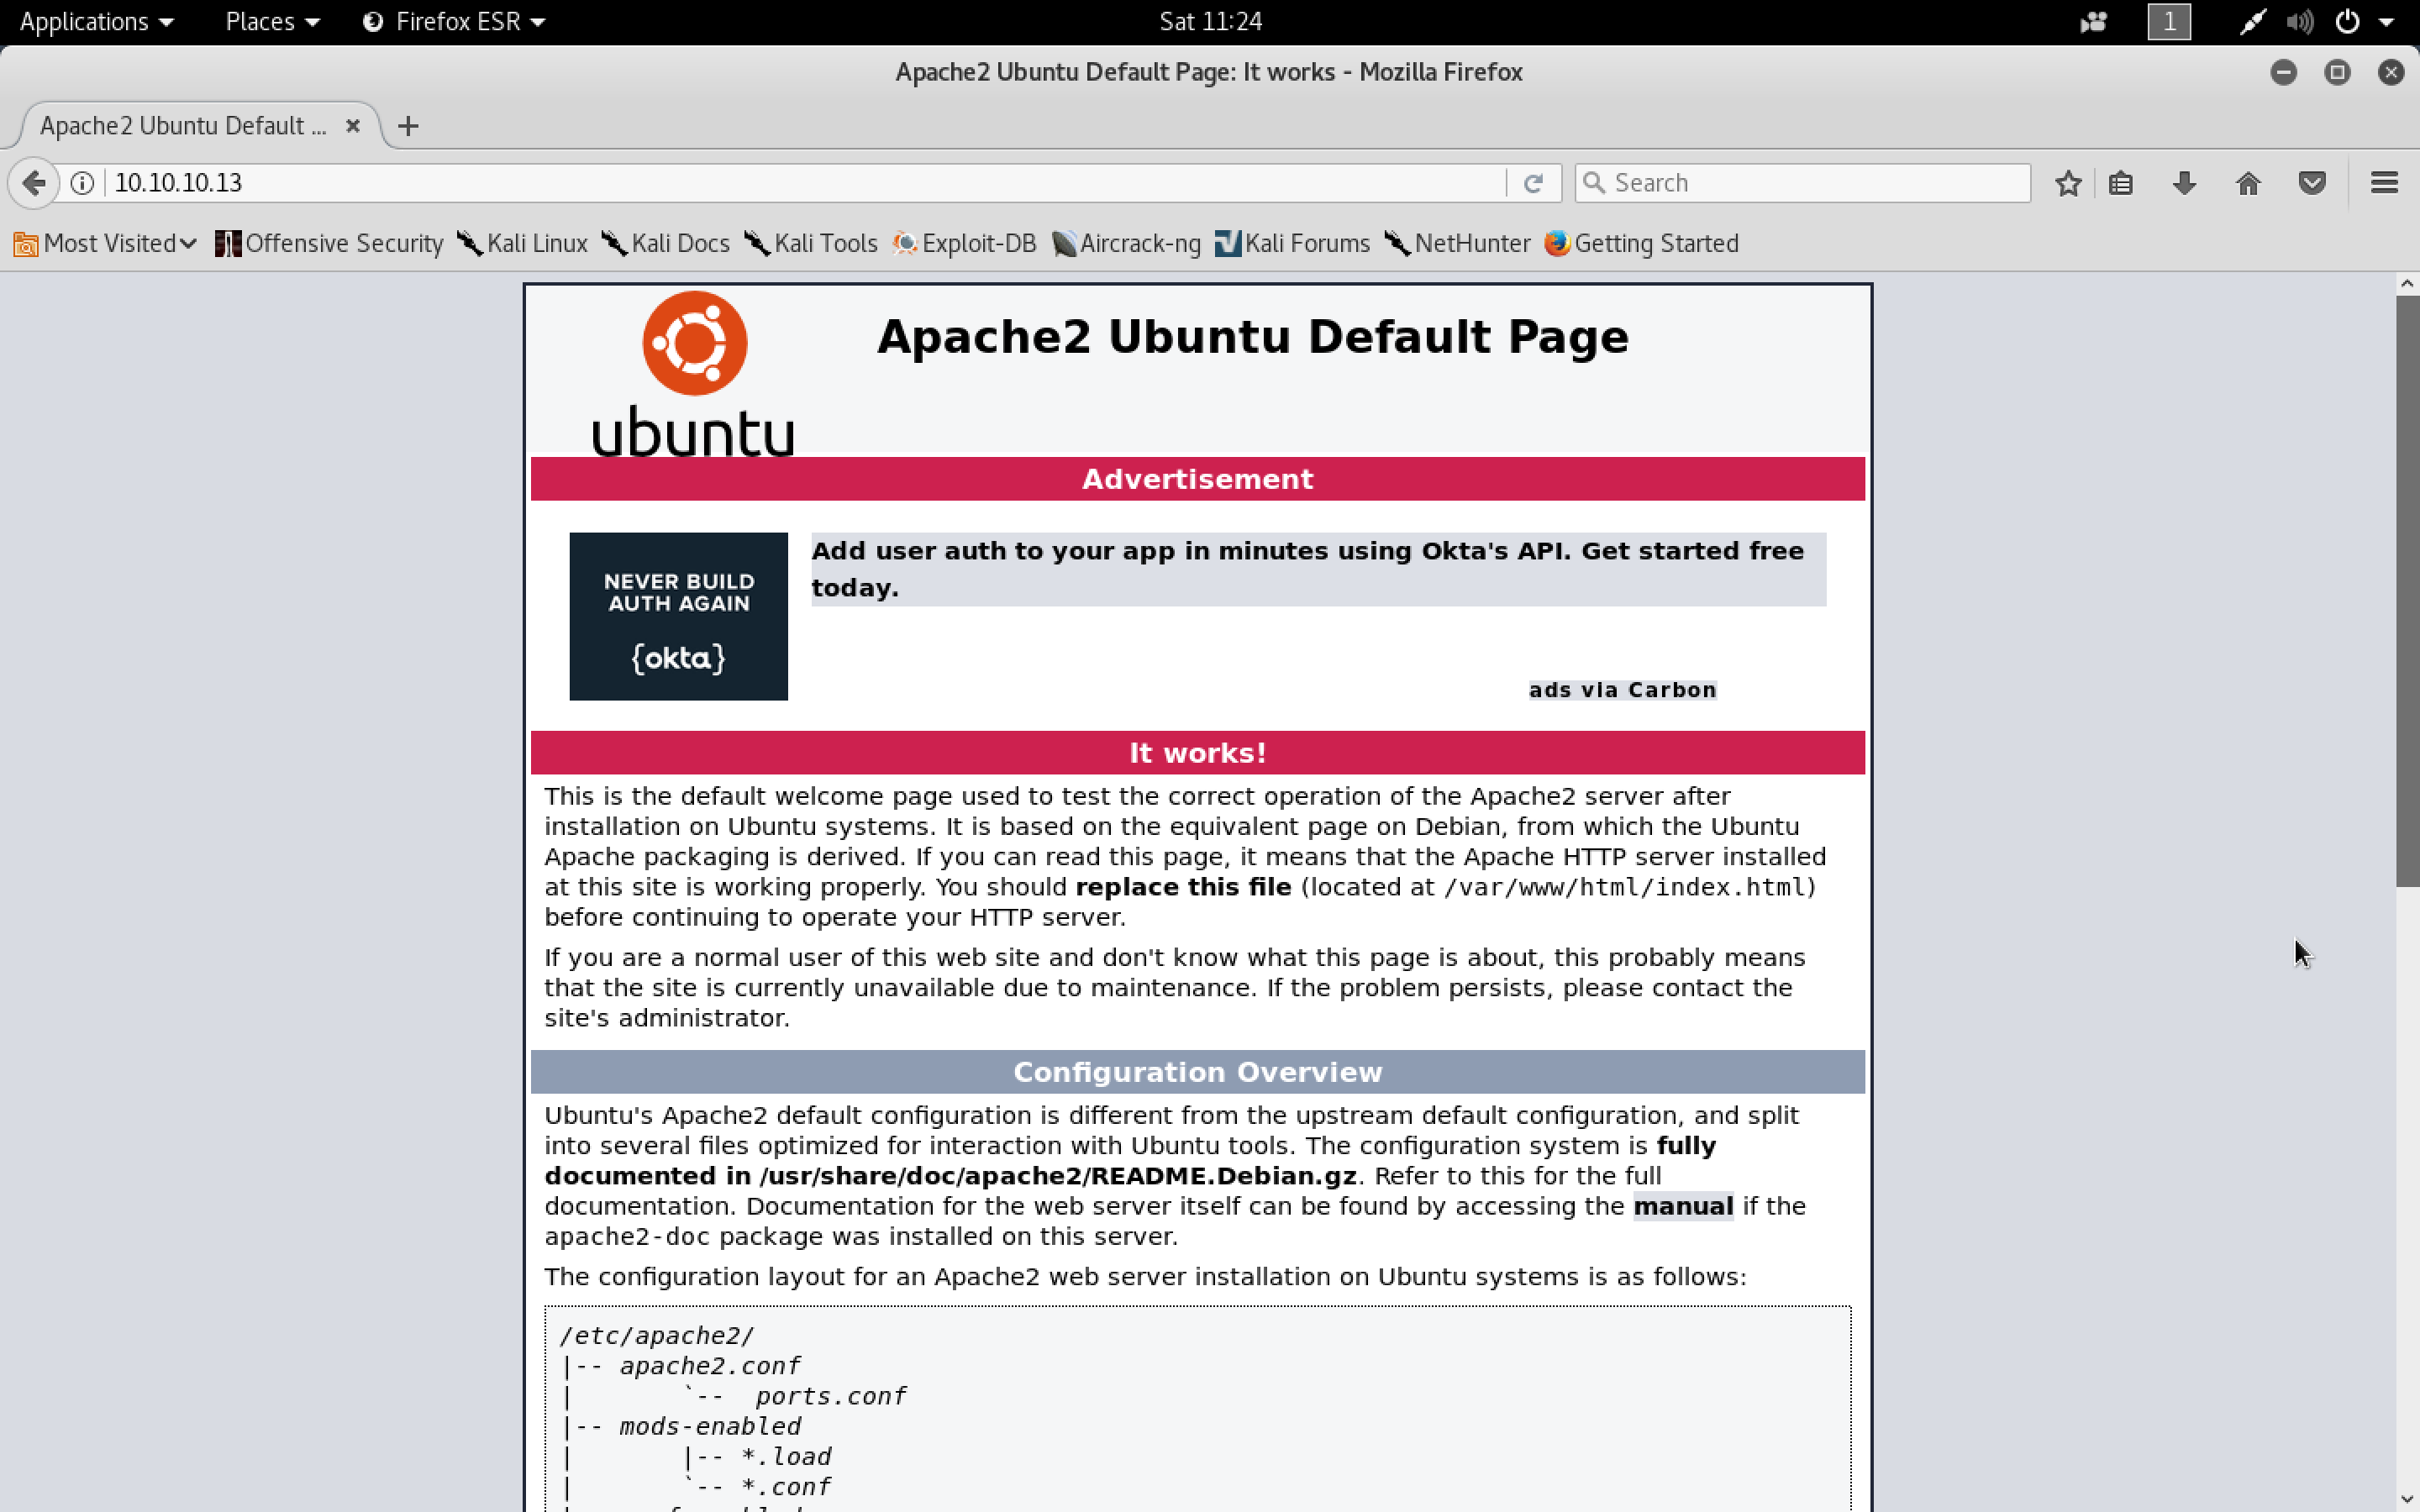 Applications Places Firefox ESR Sat 11:24 1
Apache2 Ubuntu Default Page: It works - Mozilla Firefox
Apache2 Ubuntu Default ...
10.10.10.13 Search
Most Visited Offensive Security Kali Linux Kali Docs Kali Tools Exploit-DB Aircrack-ng Kali Forums NetHunter Getting Started
ubuntu
Apache2 Ubuntu Default Page
Advertisement
NEVER BUILD
AUTH AGAIN
{okta}
Add user auth to your app in minutes using Okta's API. Get started free
today.
ads via Carbon
It works!
This is the default welcome page used to test the correct operation of the Apache2 server after
installation on Ubuntu systems. It is based on the equivalent page on Debian, from which the Ubuntu
Apache packaging is derived. If you can read this page, it means that the Apache HTTP server installed
at this site is working properly. You should replace this file (located at /var/www/html/index.html)
before continuing to operate your HTTP server.
If you are a normal user of this web site and don't know what this page is about, this probably means
that the site is currently unavailable due to maintenance. If the problem persists, please contact the
site's administrator.
Configuration Overview
Ubuntu's Apache2 default configuration is different from the upstream default configuration, and split
into several files optimized for interaction with Ubuntu tools. The configuration system is fully
documented in /usr/share/doc/apache2/README.Debian.gz. Refer to this for the full
documentation. Documentation for the web server itself can be found by accessing the manual if the
apache2-doc package was installed on this server.
The configuration layout for an Apache2 web server installation on Ubuntu systems is as follows:
/etc/apache2/
|-- apache2.conf
|       `--  ports.conf
|-- mods-enabled
|       |-- *.load
|       `-- *.conf